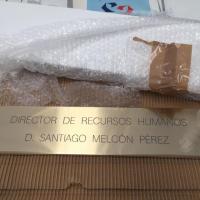 DIRECTOR DE RECURSOS HUMANOS
D. SANTIAGO MELCÓN PÉREZ